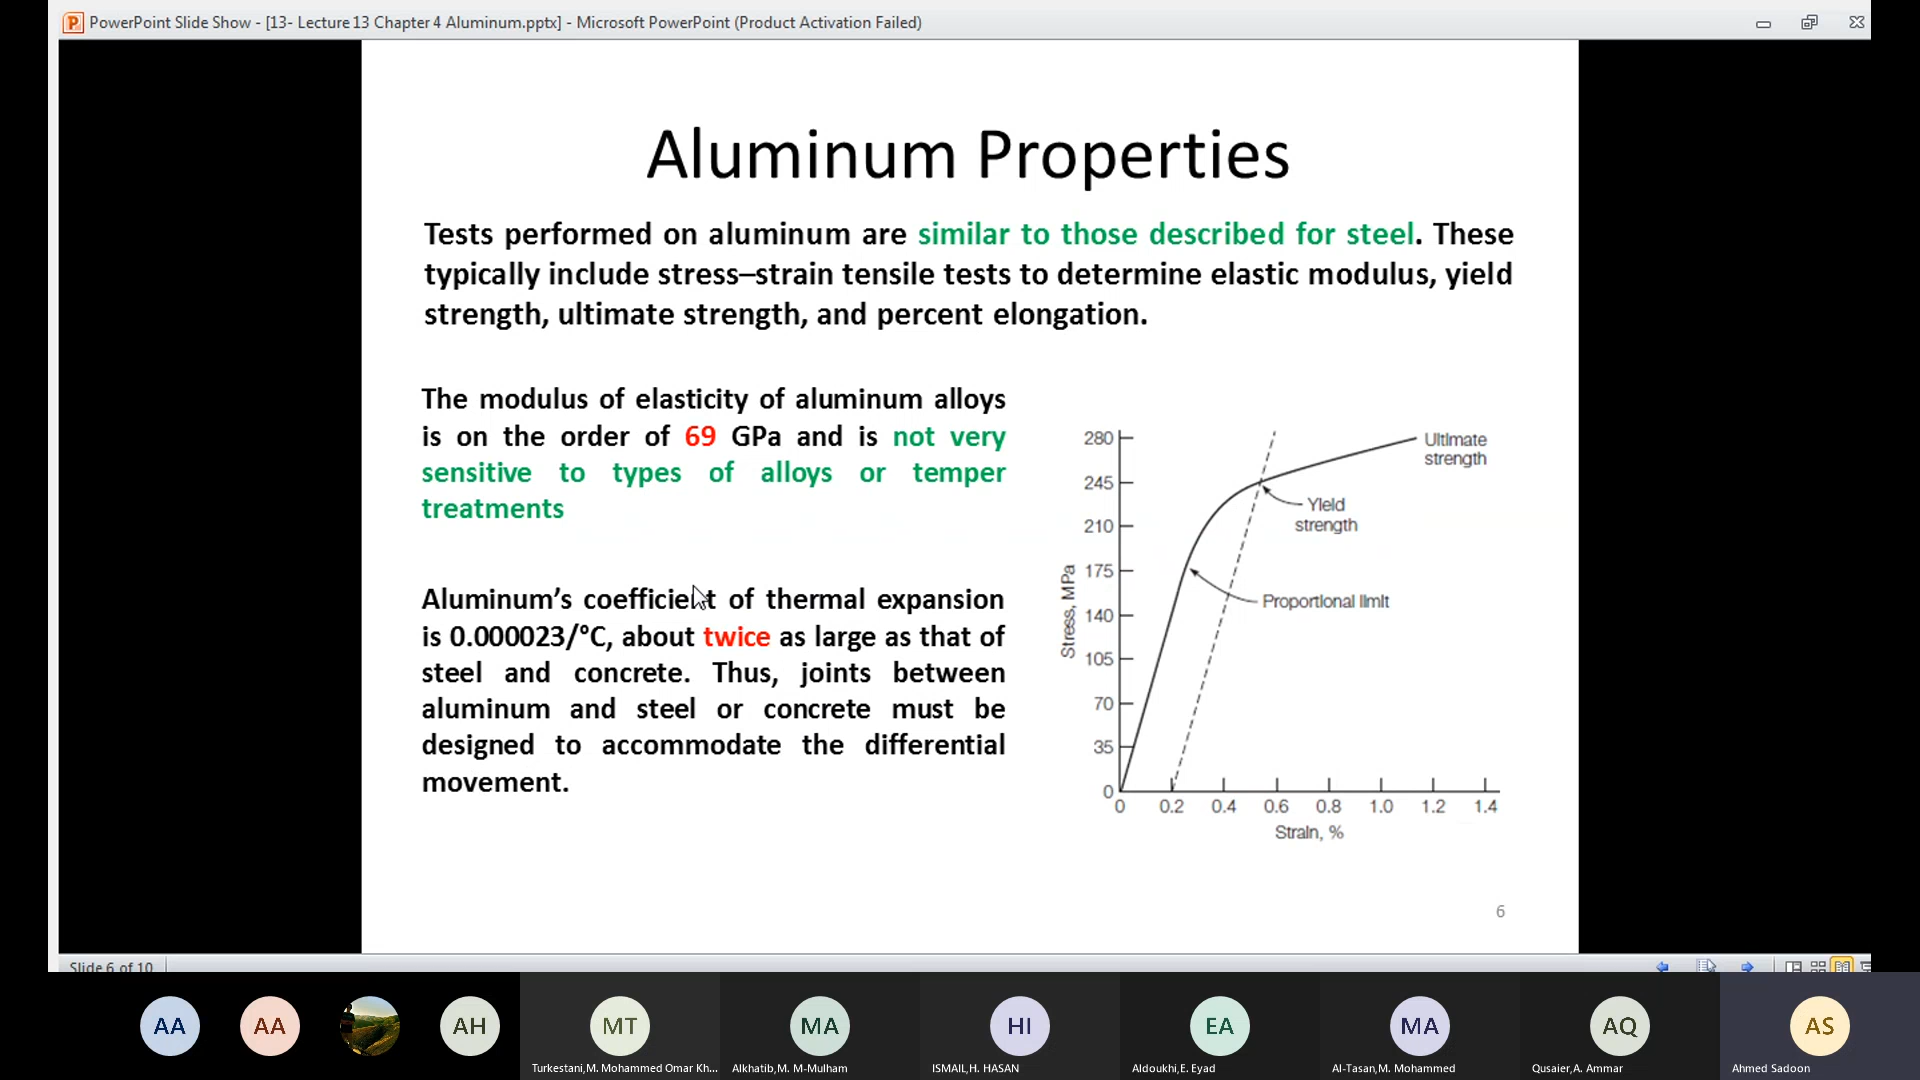 PowerPoint Slide Show - [13- Lecture 13 Chapter 4 Aluminum.pptx] - Microsoft PowerPoint (Product Activation Failed)
Aluminum Properties
Tests performed on aluminum are similar to those described for steel. These
typically include stress–strain tensile tests to determine elastic modulus, yield
strength, ultimate strength, and percent elongation.
The modulus of elasticity of aluminum alloys
is on the order of 69 GPa and is not very
sensitive to types of alloys or temper
treatments
Aluminum's coefficient of thermal expansion
is 0.000023/°C, about twice as large as that of
steel and concrete. Thus, joints between
aluminum and steel or concrete must be
designed to accommodate the differential
movement.
280
245
210
175
140
105
70
35
0
Stress, MPa
Ultimate
strength
Yield
strength
Proportional limit
0 0.2 0.4 0.6 0.8 1.0 1.2 1.4
Strain, %
6
Slide 6 of 10
AA AA AH MT MA HI EA MA AQ AS
Turkestani,M. Mohammed Omar Kh... Alkhatib,M. M-Mulham ISMAIL,H. HASAN Aldoukhi,E. Eyad Al-Tasan,M. Mohammed Qusaier,A. Ammar Ahmed Sadoon